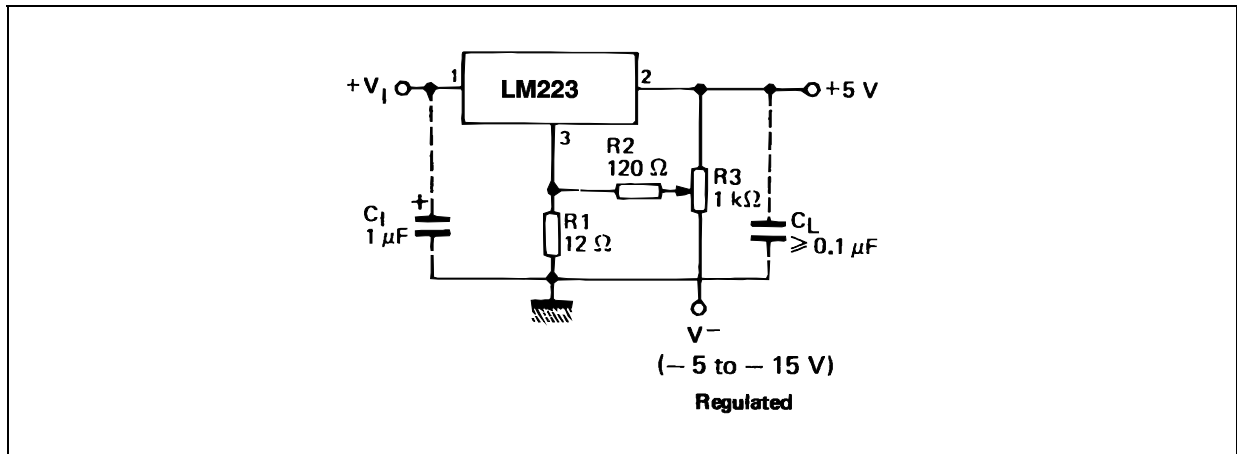 +V_I
1
LM223
2
+5 V
3
R2
120 Ω
R3
1 kΩ
+
C_I
1 μF
R1
12 Ω
C_L
⩾ 0.1 μF
V−
(− 5 to − 15 V)
Regulated